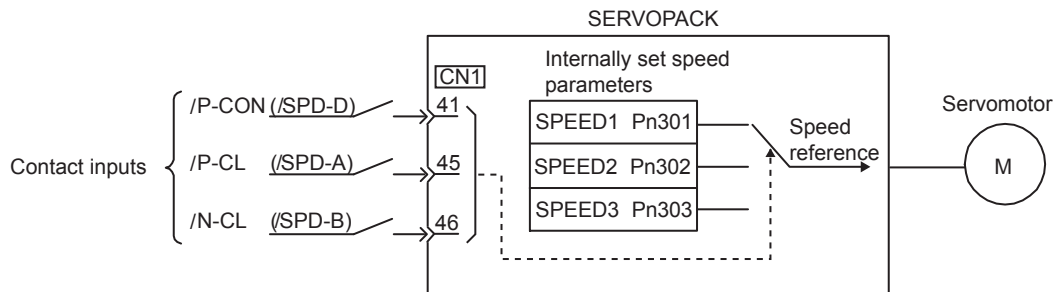 SERVOPACK
CN1
Internally set speed
parameters
/P-CON (/SPD-D) 41
SPEED1 Pn301
Speed
reference
Servomotor
Contact inputs
/P-CL (/SPD-A) 45
SPEED2 Pn302
M
SPEED3 Pn303
/N-CL (/SPD-B) 46